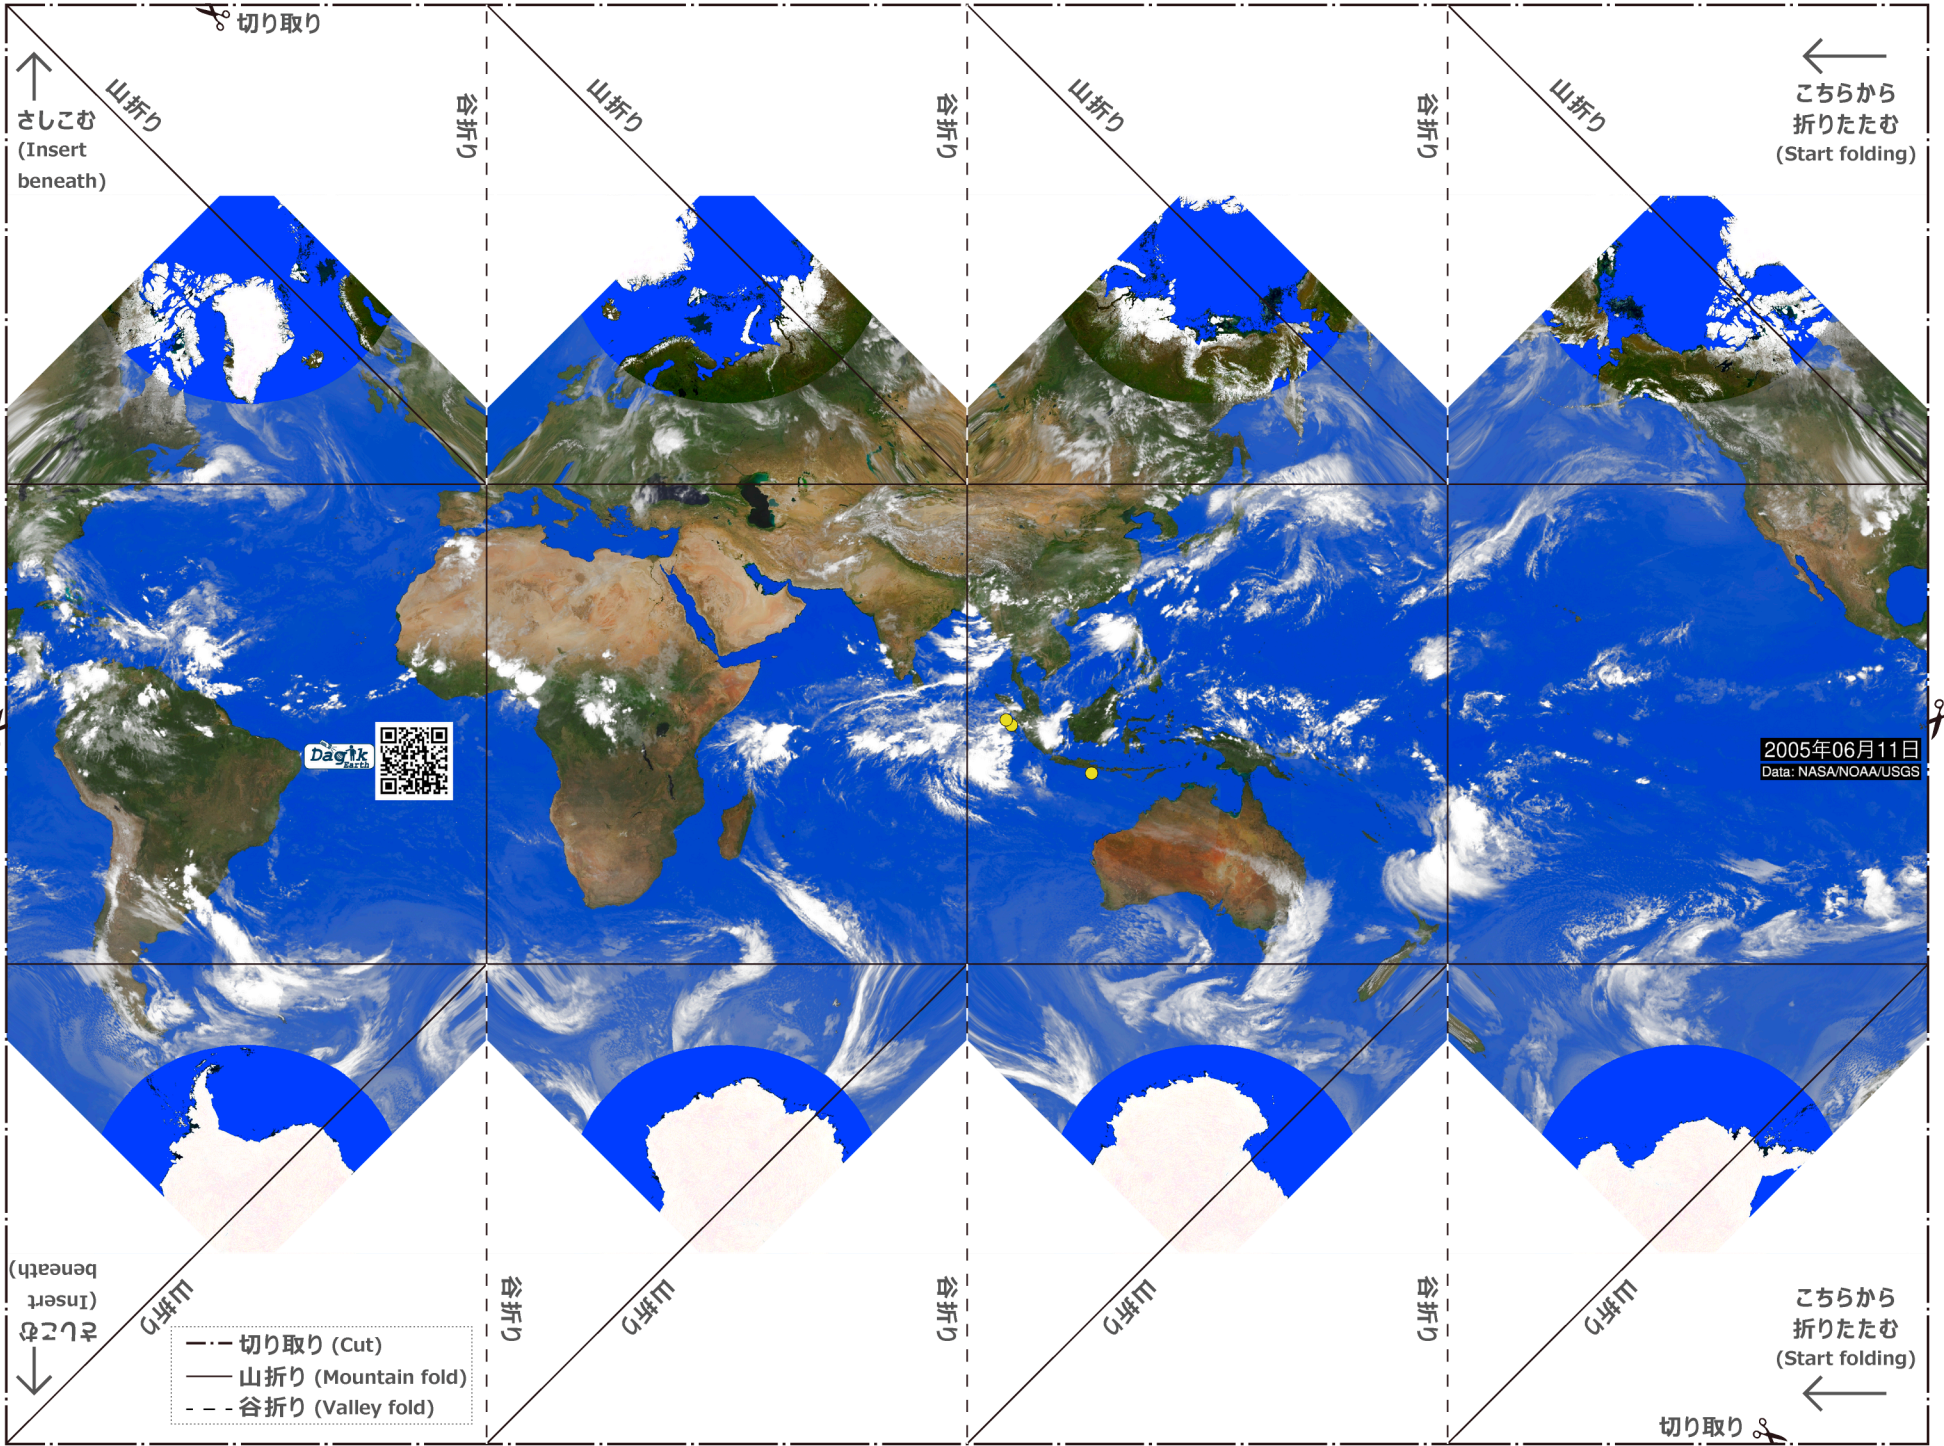 切り取り
山折り
谷折り
山折り
谷折り
山折り
谷折り
山折り
さしこむ
(Insert
beneath)
こちらから
折りたたむ
(Start folding)
Dagik
Earth
2005年06月11日
Data: NASA/NOAA/USGS
さしこむ
(Insert
beneath)
山折り
谷折り
山折り
谷折り
山折り
谷折り
山折り
こちらから
折りたたむ
(Start folding)
切り取り (Cut)
山折り (Mountain fold)
谷折り (Valley fold)
切り取り